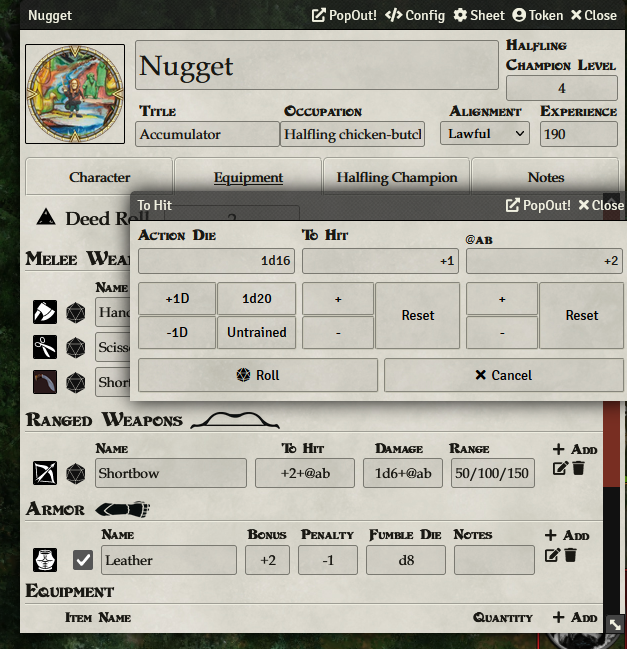 Nugget PopOut! Config Sheet Token Close
Nugget
Halfling
Champion Level
4
Title Occupation Alignment Experience
Accumulator Halfling chicken-butcl Lawful 190
Character Equipment Halfling Champion Notes
To Hit PopOut! Close
Deed Roll
Action Die To Hit @ab
1d16 +1 +2
Melee Wea
Name
+1D 1d20 + Reset + Reset
Hand
-1D Untrained - -
Sciss
Roll Cancel
Short
Ranged Weapons
Name To Hit Damage Range + Add
Shortbow +2+@ab 1d6+@ab 50/100/150
Armor
Name Bonus Penalty Fumble Die Notes + Add
Leather +2 -1 d8
Equipment
Item Name Quantity + Add